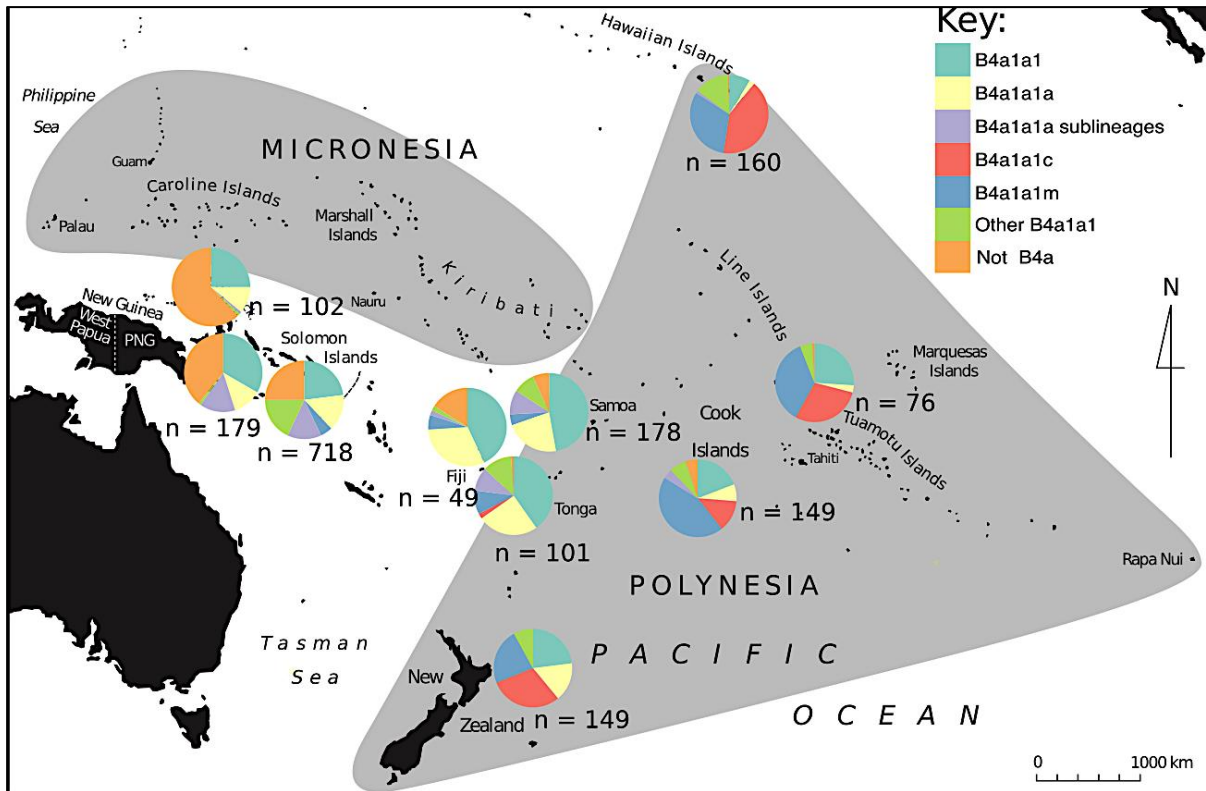 Hawaiian Islands
Key:
B4a1a1
B4a1a1a
B4a1a1a sublineages
B4a1a1c
B4a1a1m
Other B4a1a1
Not B4a
Philippine
Sea
MICRONESIA
Guam
Caroline Islands
Palau
Marshall
Islands
Kiribati
Nauru
n = 160
N
Line Islands
New Guinea
n = 102
West
Papua
PNG
Solomon
Islands
n = 179
n = 718
Marquesas
Islands
n = 76
Tuamotu Islands
Tahiti
Samoa
n = 178
Cook
Islands
Fiji
n = 49
Tonga
n = 101
n = 149
Rapa Nui
POLYNESIA
Tasman
Sea
PACIFIC
OCEAN
New
Zealand
n = 149
0 1000 km